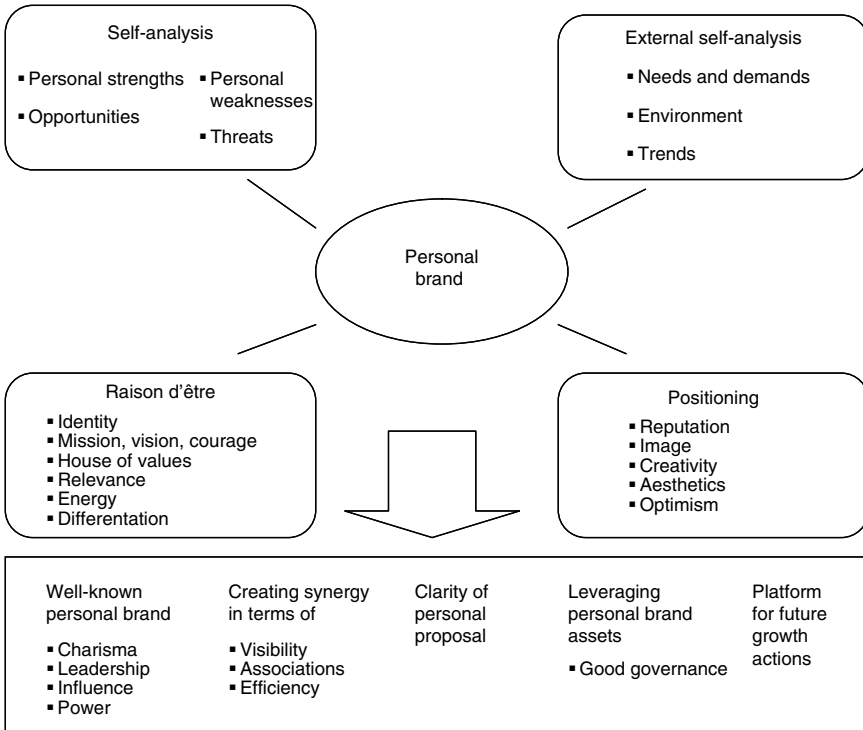 Self-analysis
▪ Personal strengths
▪ Opportunities
▪ Personal
weaknesses
▪ Threats
External self-analysis
▪ Needs and demands
▪ Environment
▪ Trends
Personal
brand
Raison d'être
▪ Identity
▪ Mission, vision, courage
▪ House of values
▪ Relevance
▪ Energy
▪ Differentation
Positioning
▪ Reputation
▪ Image
▪ Creativity
▪ Aesthetics
▪ Optimism
Well-known
personal brand
▪ Charisma
▪ Leadership
▪ Influence
▪ Power
Creating synergy
in terms of
▪ Visibility
▪ Associations
▪ Efficiency
Clarity of
personal
proposal
Leveraging
personal brand
assets
▪ Good governance
Platform
for future
growth
actions